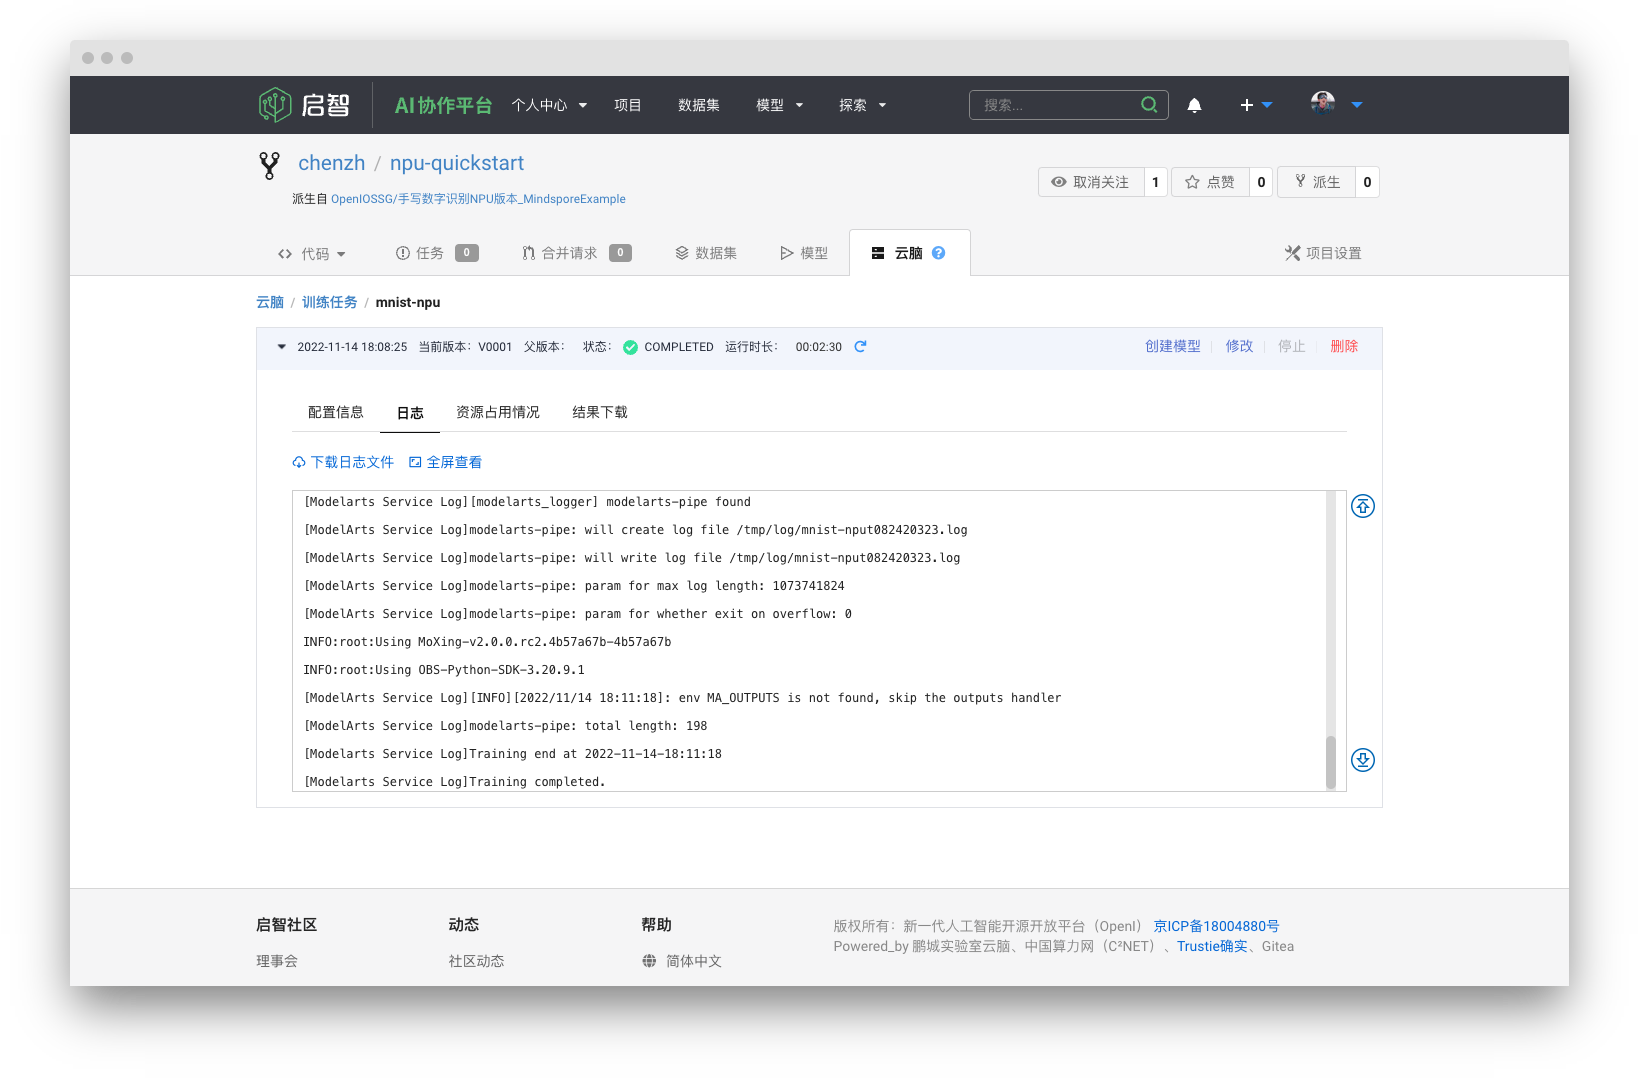 启智 AI协作平台 个人中心 项目 数据集 模型 探索 搜索...
chenzh / npu-quickstart
取消关注 1 点赞 0 派生 0
派生自 OpenIOSSG/手写数字识别NPU版本_MindsporeExample
代码 任务 0 合并请求 0 数据集 模型 云脑 ? 项目设置
云脑 / 训练任务 / mnist-npu
2022-11-14 18:08:25 当前版本：V0001 父版本： 状态： COMPLETED 运行时长： 00:02:30 创建模型 修改 停止 删除
配置信息 日志 资源占用情况 结果下载
下载日志文件 全屏查看
[Modelarts Service Log][modelarts_logger] modelarts-pipe found
[ModelArts Service Log]modelarts-pipe: will create log file /tmp/log/mnist-nput082420323.log
[ModelArts Service Log]modelarts-pipe: will write log file /tmp/log/mnist-nput082420323.log
[ModelArts Service Log]modelarts-pipe: param for max log length: 1073741824
[ModelArts Service Log]modelarts-pipe: param for whether exit on overflow: 0
INFO:root:Using MoXing-v2.0.0.rc2.4b57a67b-4b57a67b
INFO:root:Using OBS-Python-SDK-3.20.9.1
[ModelArts Service Log][INFO][2022/11/14 18:11:18]: env MA_OUTPUTS is not found, skip the outputs handler
[ModelArts Service Log]modelarts-pipe: total length: 198
[Modelarts Service Log]Training end at 2022-11-14-18:11:18
[Modelarts Service Log]Training completed.
启智社区 动态 帮助
理事会 社区动态 简体中文
版权所有：新一代人工智能开源开放平台（OpenI） 京ICP备18004880号
Powered_by 鹏城实验室云脑、中国算力网（C²NET）、Trustie确实、Gitea